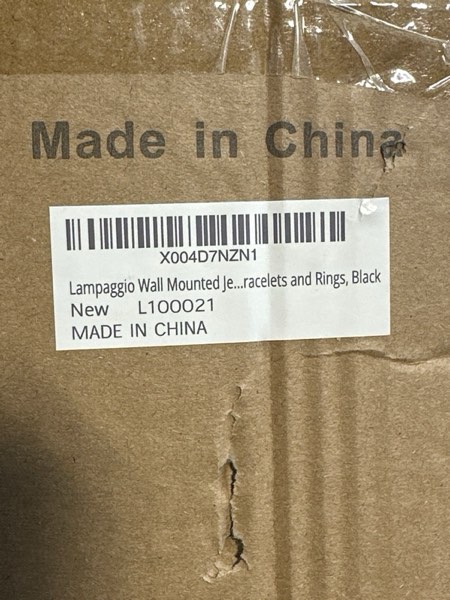 Made in China
X004D7NZN1
Lampaggio Wall Mounted Je...racelets and Rings, Black
New L100021
MADE IN CHINA